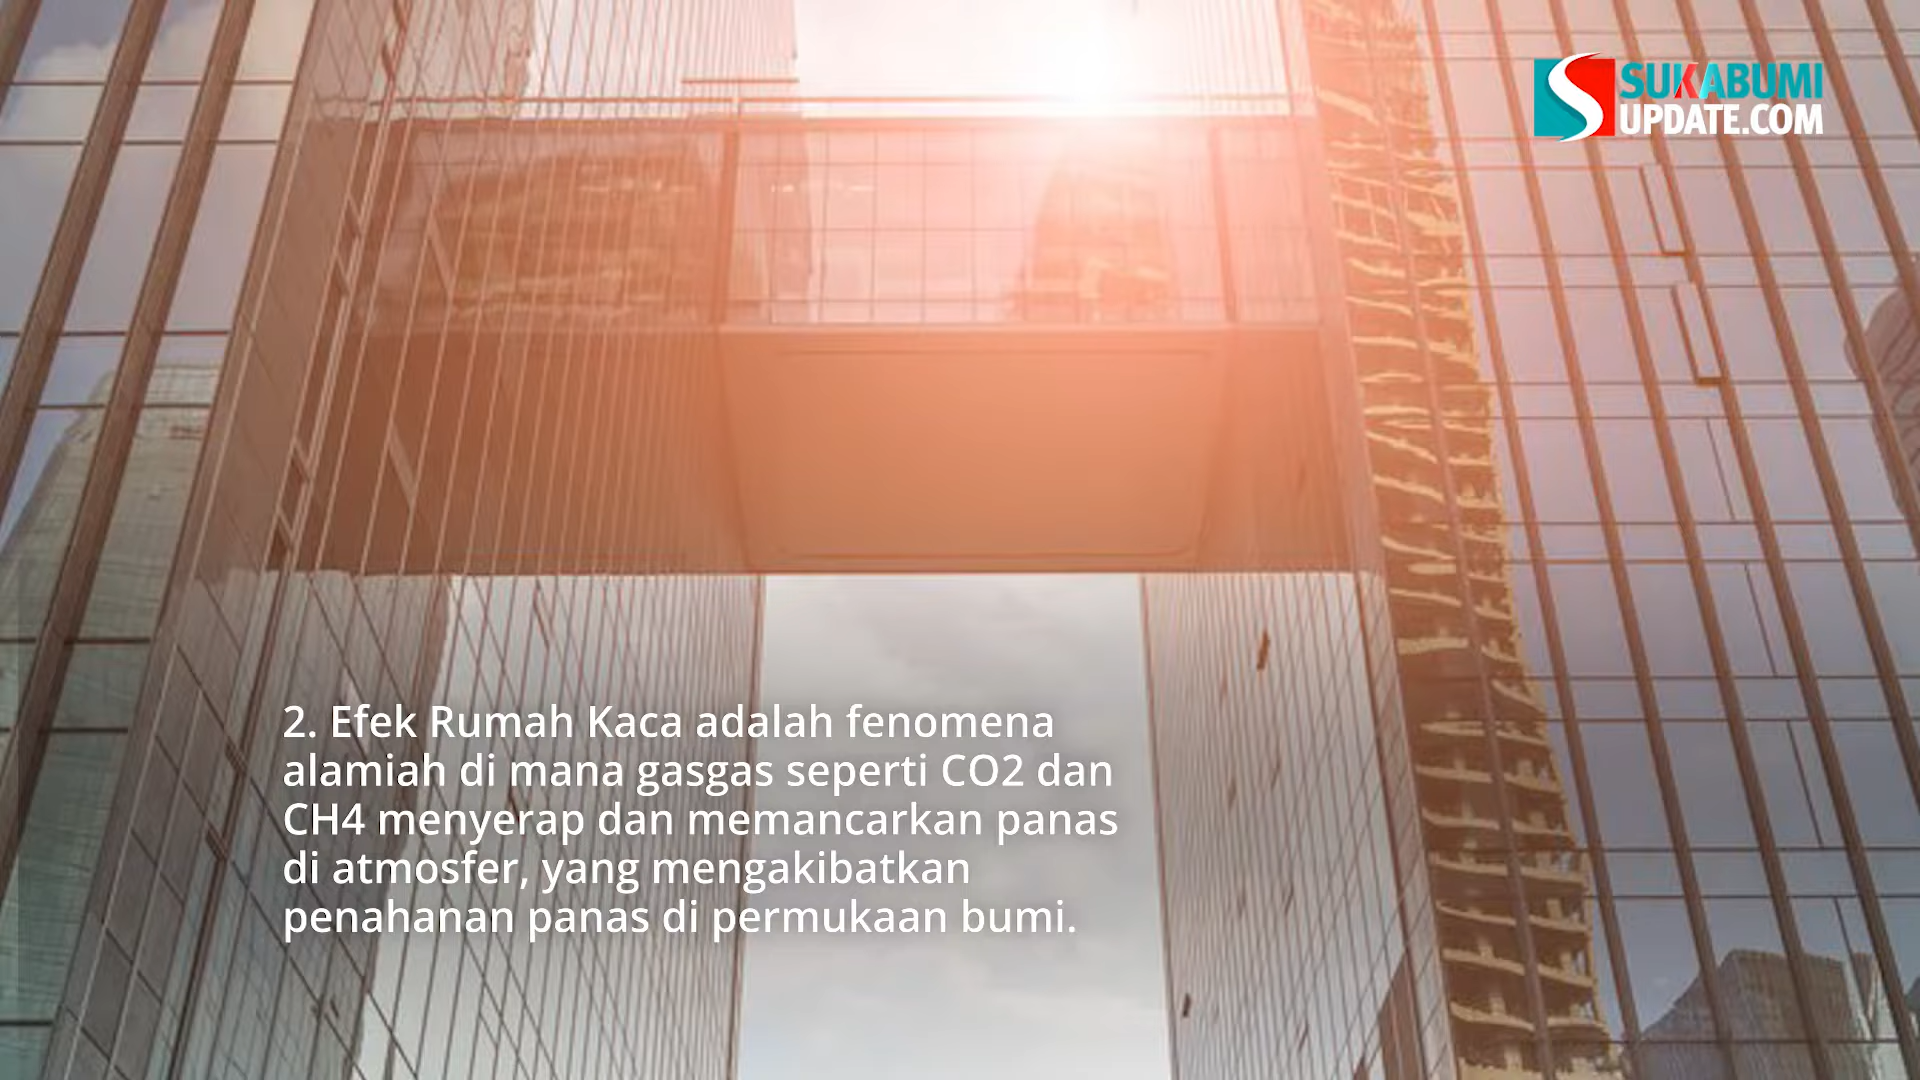 SUKABUMI
UPDATE.COM
2. Efek Rumah Kaca adalah fenomena
alamiah di mana gasgas seperti CO2 dan
CH4 menyerap dan memancarkan panas
di atmosfer, yang mengakibatkan
penahanan panas di permukaan bumi.